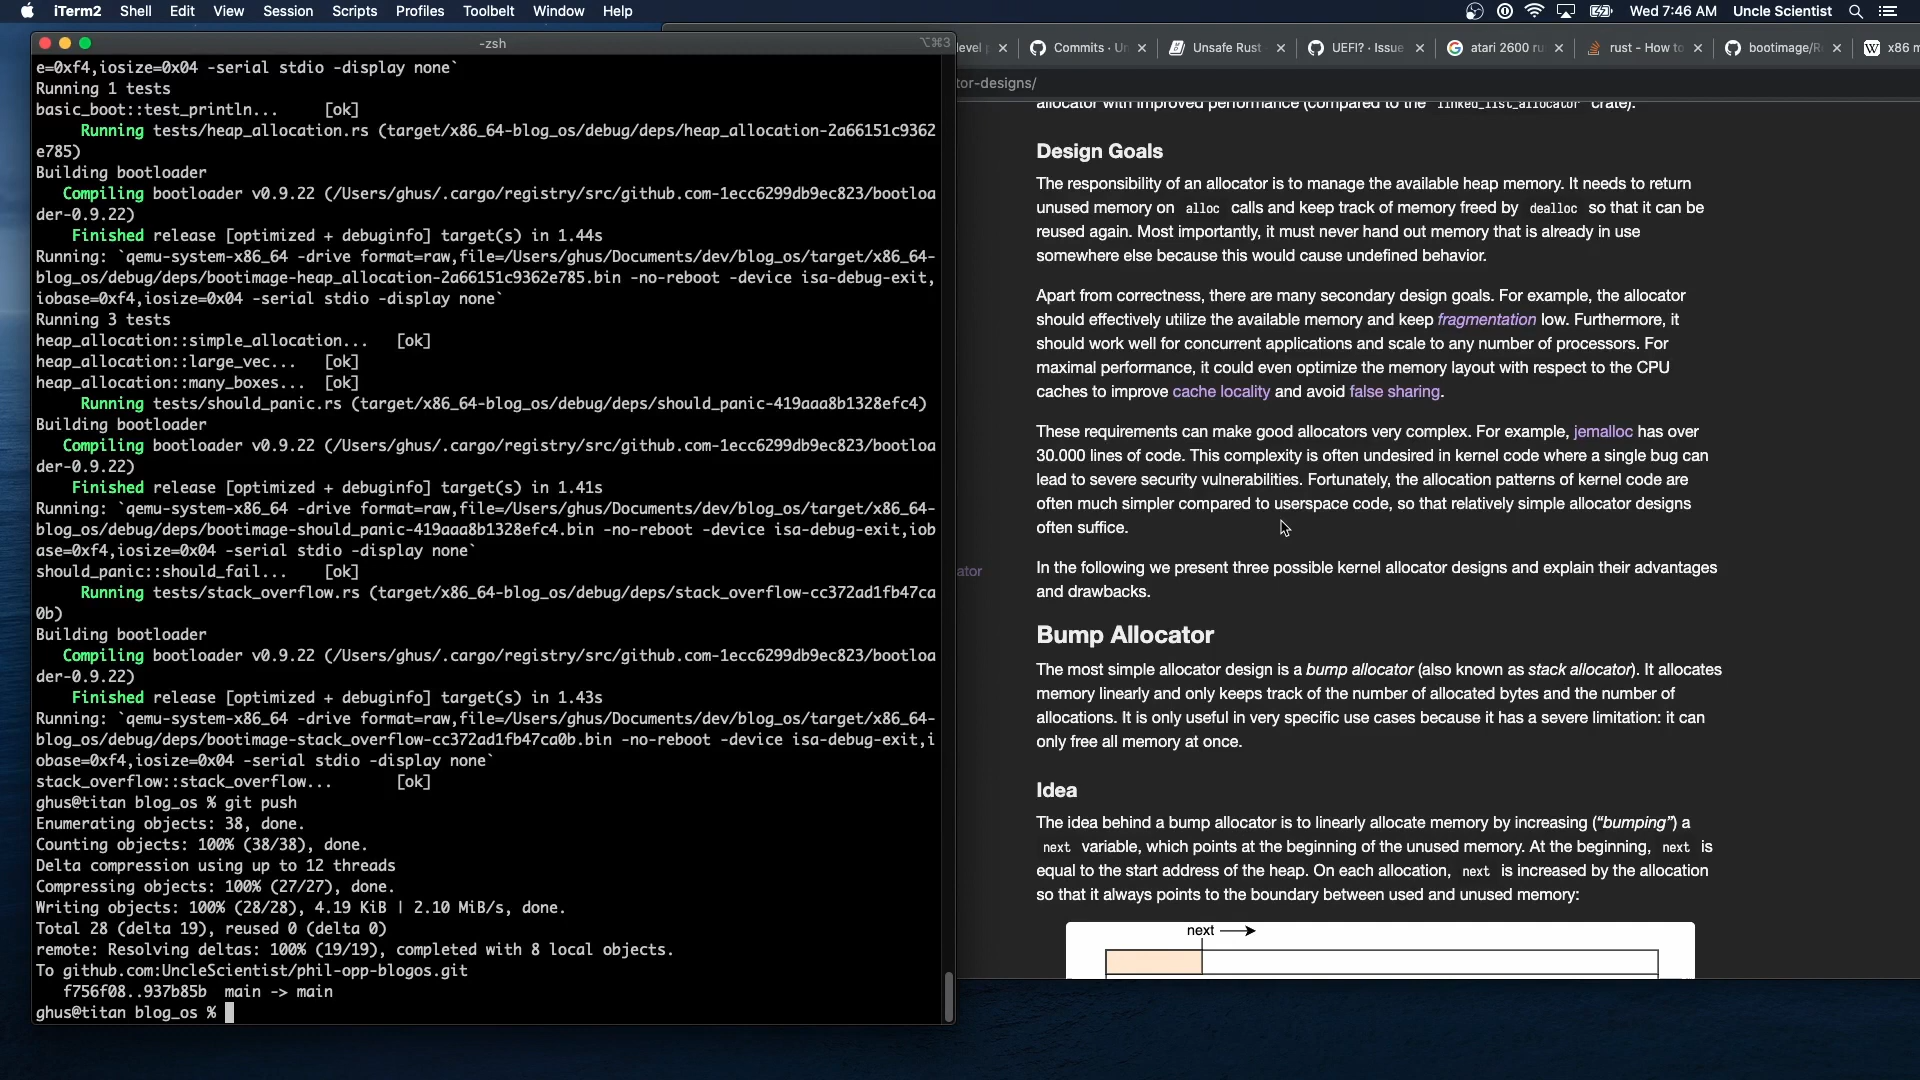 iTerm2 Shell Edit View Session Scripts Profiles Toolbelt Window Help
Wed 7:46 AM Uncle Scientist
-zsh
⌥⌘3
e=0xf4,iosize=0x04 -serial stdio -display none`
Running 1 tests
basic_boot::test_println... [ok]
Running tests/heap_allocation.rs (target/x86_64-blog_os/debug/deps/heap_allocation-2a66151c9362
e785)
Building bootloader
Compiling bootloader v0.9.22 (/Users/ghus/.cargo/registry/src/github.com-1ecc6299db9ec823/bootloa
der-0.9.22)
Finished release [optimized + debuginfo] target(s) in 1.44s
Running: `qemu-system-x86_64 -drive format=raw,file=/Users/ghus/Documents/dev/blog_os/target/x86_64-
blog_os/debug/deps/bootimage-heap_allocation-2a66151c9362e785.bin -no-reboot -device isa-debug-exit,
iobase=0xf4,iosize=0x04 -serial stdio -display none`
Running 3 tests
heap_allocation::simple_allocation... [ok]
heap_allocation::large_vec... [ok]
heap_allocation::many_boxes... [ok]
Running tests/should_panic.rs (target/x86_64-blog_os/debug/deps/should_panic-419aaa8b1328efc4)
Building bootloader
Compiling bootloader v0.9.22 (/Users/ghus/.cargo/registry/src/github.com-1ecc6299db9ec823/bootloa
der-0.9.22)
Finished release [optimized + debuginfo] target(s) in 1.41s
Running: `qemu-system-x86_64 -drive format=raw,file=/Users/ghus/Documents/dev/blog_os/target/x86_64-
blog_os/debug/deps/bootimage-should_panic-419aaa8b1328efc4.bin -no-reboot -device isa-debug-exit,iob
ase=0xf4,iosize=0x04 -serial stdio -display none`
should_panic::should_fail... [ok]
Running tests/stack_overflow.rs (target/x86_64-blog_os/debug/deps/stack_overflow-cc372ad1fb47ca
0b)
Building bootloader
Compiling bootloader v0.9.22 (/Users/ghus/.cargo/registry/src/github.com-1ecc6299db9ec823/bootloa
der-0.9.22)
Finished release [optimized + debuginfo] target(s) in 1.43s
Running: `qemu-system-x86_64 -drive format=raw,file=/Users/ghus/Documents/dev/blog_os/target/x86_64-
blog_os/debug/deps/bootimage-stack_overflow-cc372ad1fb47ca0b.bin -no-reboot -device isa-debug-exit,i
obase=0xf4,iosize=0x04 -serial stdio -display none`
stack_overflow::stack_overflow... [ok]
ghus@titan blog_os % git push
Enumerating objects: 38, done.
Counting objects: 100% (38/38), done.
Delta compression using up to 12 threads
Compressing objects: 100% (27/27), done.
Writing objects: 100% (28/28), 4.19 KiB | 2.10 MiB/s, done.
Total 28 (delta 19), reused 0 (delta 0)
remote: Resolving deltas: 100% (19/19), completed with 8 local objects.
To github.com:UncleScientist/phil-opp-blogos.git
f756f08..937b85b main -> main
ghus@titan blog_os %
level Commits · Un Unsafe Rust - UEFI? · Issue atari 2600 ru rust - How to bootimage/R x86 m
tor-designs/
allocator with improved performance (compared to the linked_list_allocator crate).
Design Goals
The responsibility of an allocator is to manage the available heap memory. It needs to return
unused memory on alloc calls and keep track of memory freed by dealloc so that it can be
reused again. Most importantly, it must never hand out memory that is already in use
somewhere else because this would cause undefined behavior.
Apart from correctness, there are many secondary design goals. For example, the allocator
should effectively utilize the available memory and keep fragmentation low. Furthermore, it
should work well for concurrent applications and scale to any number of processors. For
maximal performance, it could even optimize the memory layout with respect to the CPU
caches to improve cache locality and avoid false sharing.
These requirements can make good allocators very complex. For example, jemalloc has over
30.000 lines of code. This complexity is often undesired in kernel code where a single bug can
lead to severe security vulnerabilities. Fortunately, the allocation patterns of kernel code are
often much simpler compared to userspace code, so that relatively simple allocator designs
often suffice.
ator
In the following we present three possible kernel allocator designs and explain their advantages
and drawbacks.
Bump Allocator
The most simple allocator design is a bump allocator (also known as stack allocator). It allocates
memory linearly and only keeps track of the number of allocated bytes and the number of
allocations. It is only useful in very specific use cases because it has a severe limitation: it can
only free all memory at once.
Idea
The idea behind a bump allocator is to linearly allocate memory by increasing (“bumping”) a
next variable, which points at the beginning of the unused memory. At the beginning, next is
equal to the start address of the heap. On each allocation, next is increased by the allocation
so that it always points to the boundary between used and unused memory:
next